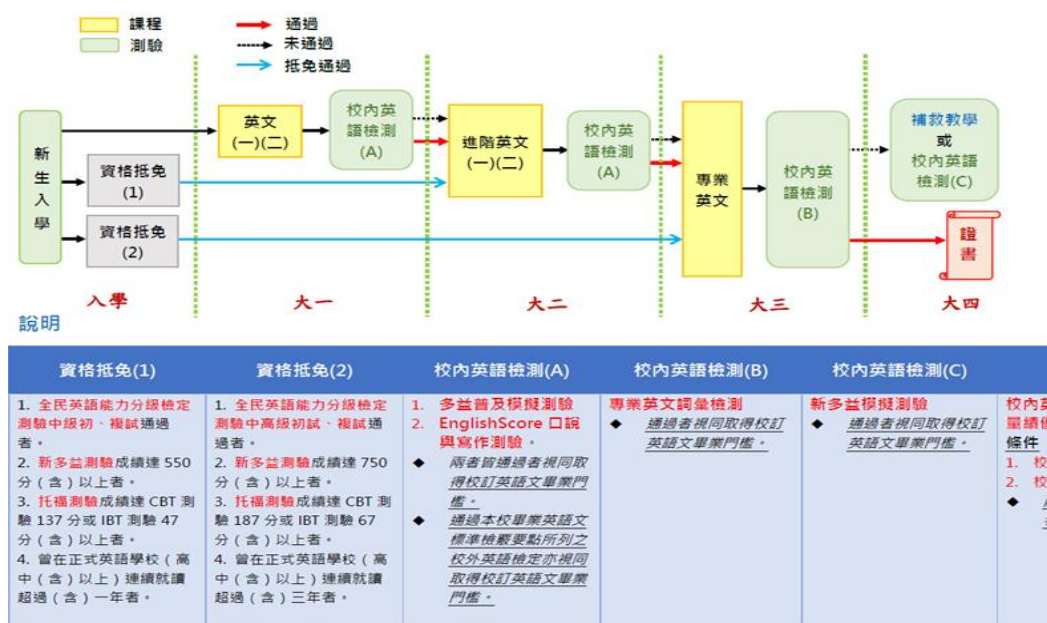 課程
測驗
通過
未通過
抵免通過
新生入學
資格抵免
(1)
資格抵免
(2)
英文
(一)(二)
校內英
語檢測
(A)
進階英文
(一)(二)
校內英
語檢測
(A)
專業
英文
校內英
語檢測
(B)
補救教學
或
校內英語
檢測(C)
證書
入學
大一
大二
大三
大四
說明
資格抵免(1)
1. 全民英語能力分級檢定
測驗中級初、複試通過
者。
2. 新多益測驗成績達 550
分（含）以上者。
3. 托福測驗成績達 CBT 測
驗 137 分或 IBT 測驗 47
分（含）以上者。
4. 曾在正式英語學校（高
中（含）以上）連續就讀
超過（含）一年者。
資格抵免(2)
1. 全民英語能力分級檢定
測驗中高級初試、複試通
過者。
2. 新多益測驗成績達 750
分（含）以上者。
3. 托福測驗成績達 CBT 測
驗 187 分或 IBT 測驗 67
分（含）以上者。
4. 曾在正式英語學校（高
中（含）以上）連續就讀
超過（含）三年者。
校內英語檢測(A)
1. 多益普及模擬測驗
2. EnglishScore 口說
與寫作測驗。
◆ 兩者皆通過者視同取
得校訂英語文畢業門
檻。
◆ 通過本校畢業英語文
標準檢覈要點所列之
校外英語檢定亦視同
取得校訂英語文畢業
門檻。
校內英語檢測(B)
專業英文詞彙檢測
◆ 通過者視同取得校訂
英語文畢業門檻。
校內英語檢測(C)
新多益模擬測驗
◆ 通過者視同取得校訂
英語文畢業門檻。
校內英
量績優
條件
1. 校
2. 校
◆